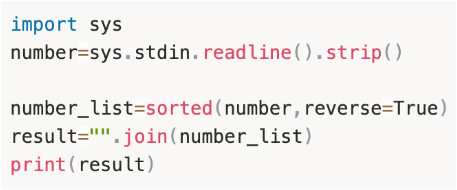 import sys
number=sys.stdin.readline().strip()
number_list=sorted(number,reverse=True)
result="".join(number_list)
print(result)